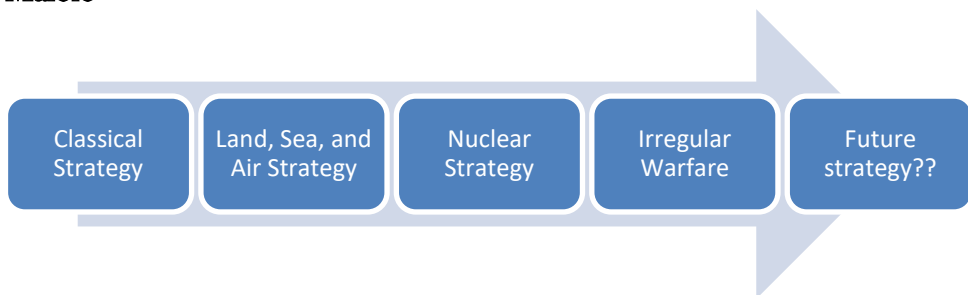 Classical
Strategy
Land, Sea, and
Air Strategy
Nuclear
Strategy
Irregular
Warfare
Future
strategy??